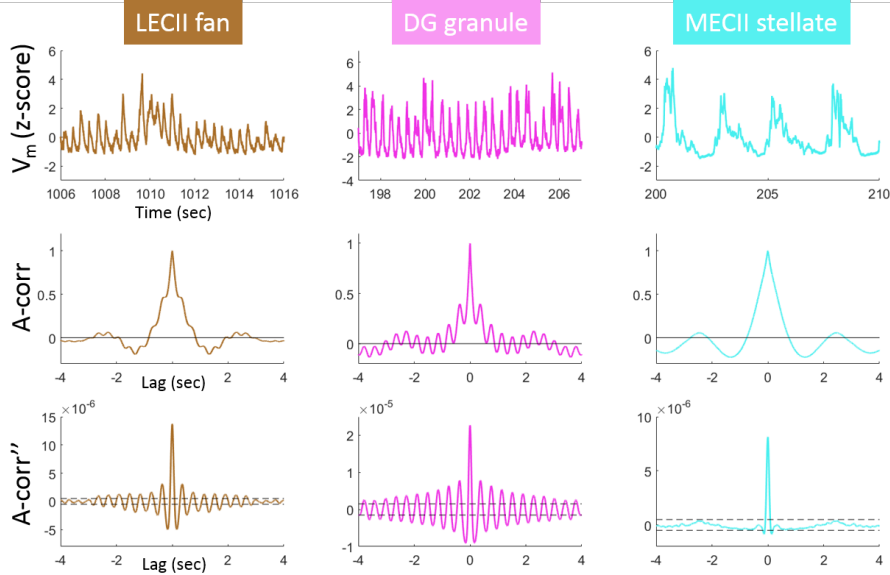 LECII fan DG granule MECII stellate
V_m (z-score)
6 6 6
4 4 4
2 2 2
0 0 0
-2 -2 -2
-4
1006 1008 1010 1012 1014 1016 198 200 202 204 206 200 205 210
Time (sec)
A-corr
1 1 1
0.5 0.5 0.5
0 0 0
-4 -2 0 2 4 -4 -2 0 2 4 -4 -2 0 2 4
Lag (sec) Lag (sec)
A-corr’’
×10^-6 ×10^-5 ×10^-6
15 2 10
10 1 5
5 0 0
0 -1
-5
-4 -2 0 2 4 -4 -2 0 2 4 -4 -2 0 2 4
Lag (sec) Lag (sec)